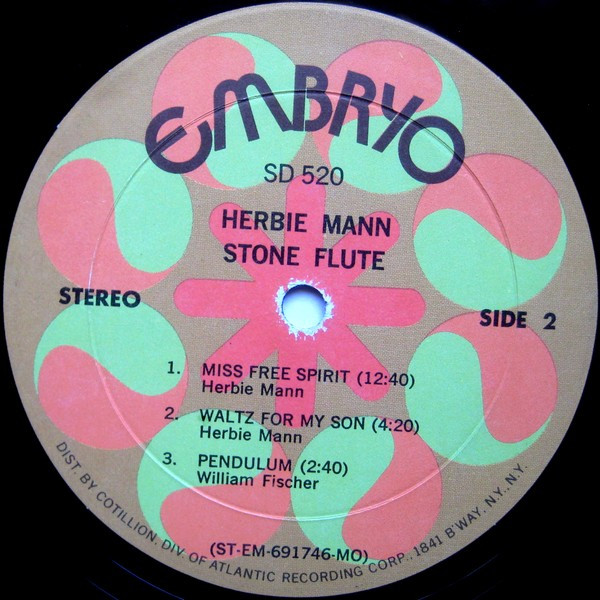 EMBRYO
SD 520
HERBIE MANN
STONE FLUTE
STEREO
SIDE 2
1. MISS FREE SPIRIT (12:40)
Herbie Mann
2. WALTZ FOR MY SON (4:20)
Herbie Mann
3. PENDULUM (2:40)
William Fischer
(ST-EM-691746-MO)
DIST. BY COTILLION, DIV. OF ATLANTIC RECORDING CORP., 1841 B'WAY, N.Y., N.Y.